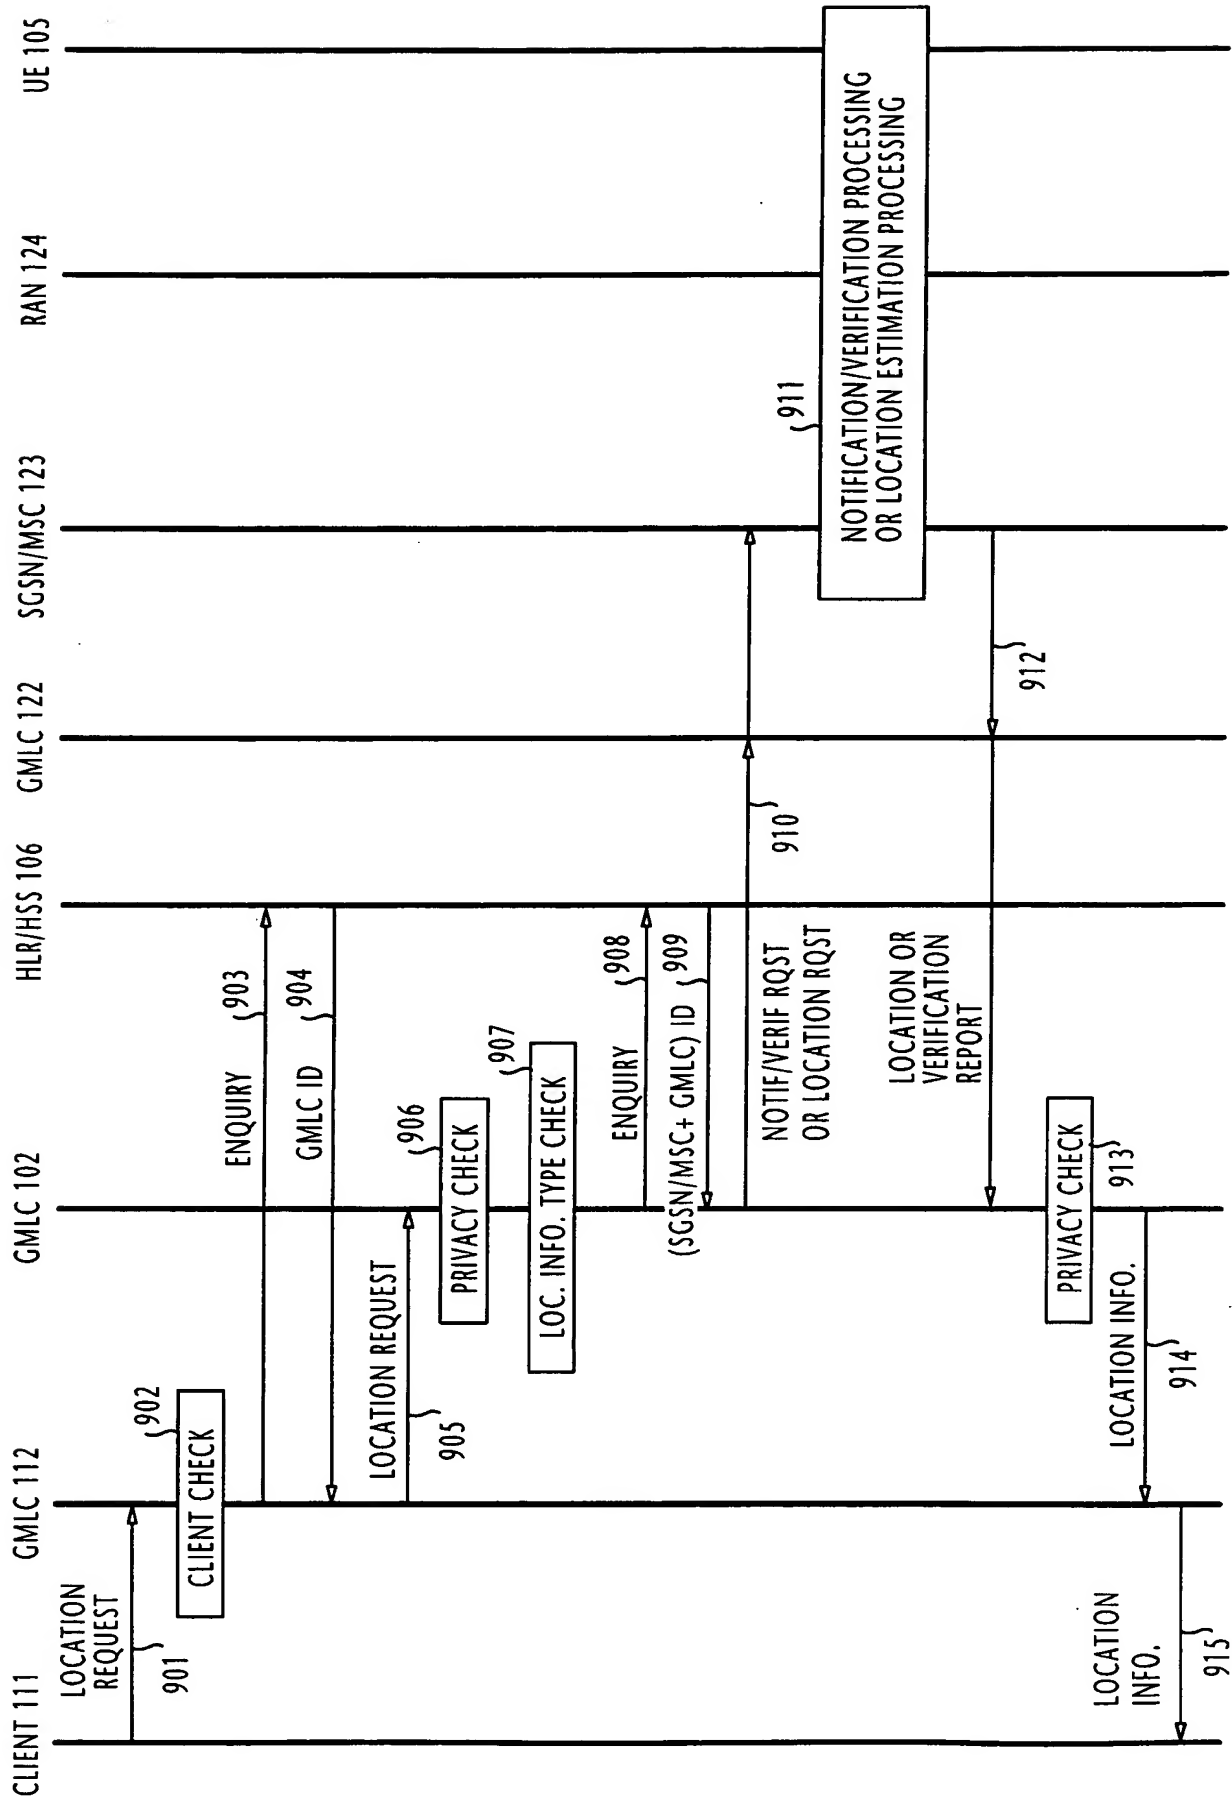 CLIENT 111
GMLC 112
GMLC 102
HLR/HSS 106
GMLC 122
SGSN/MSC 123
RAN 124
UE 105
LOCATION
REQUEST
901
902
CLIENT CHECK
ENQUIRY
903
GMLC ID
904
LOCATION REQUEST
905
906
PRIVACY CHECK
907
LOC. INFO. TYPE CHECK
ENQUIRY
908
(SGSN/MSC+ GMLC) ID
909
NOTIF/VERIF RQST
OR LOCATION RQST
910
911
NOTIFICATION/VERIFICATION PROCESSING
OR LOCATION ESTIMATION PROCESSING
LOCATION OR
VERIFICATION
REPORT
912
PRIVACY CHECK
913
LOCATION INFO.
914
LOCATION
INFO.
915